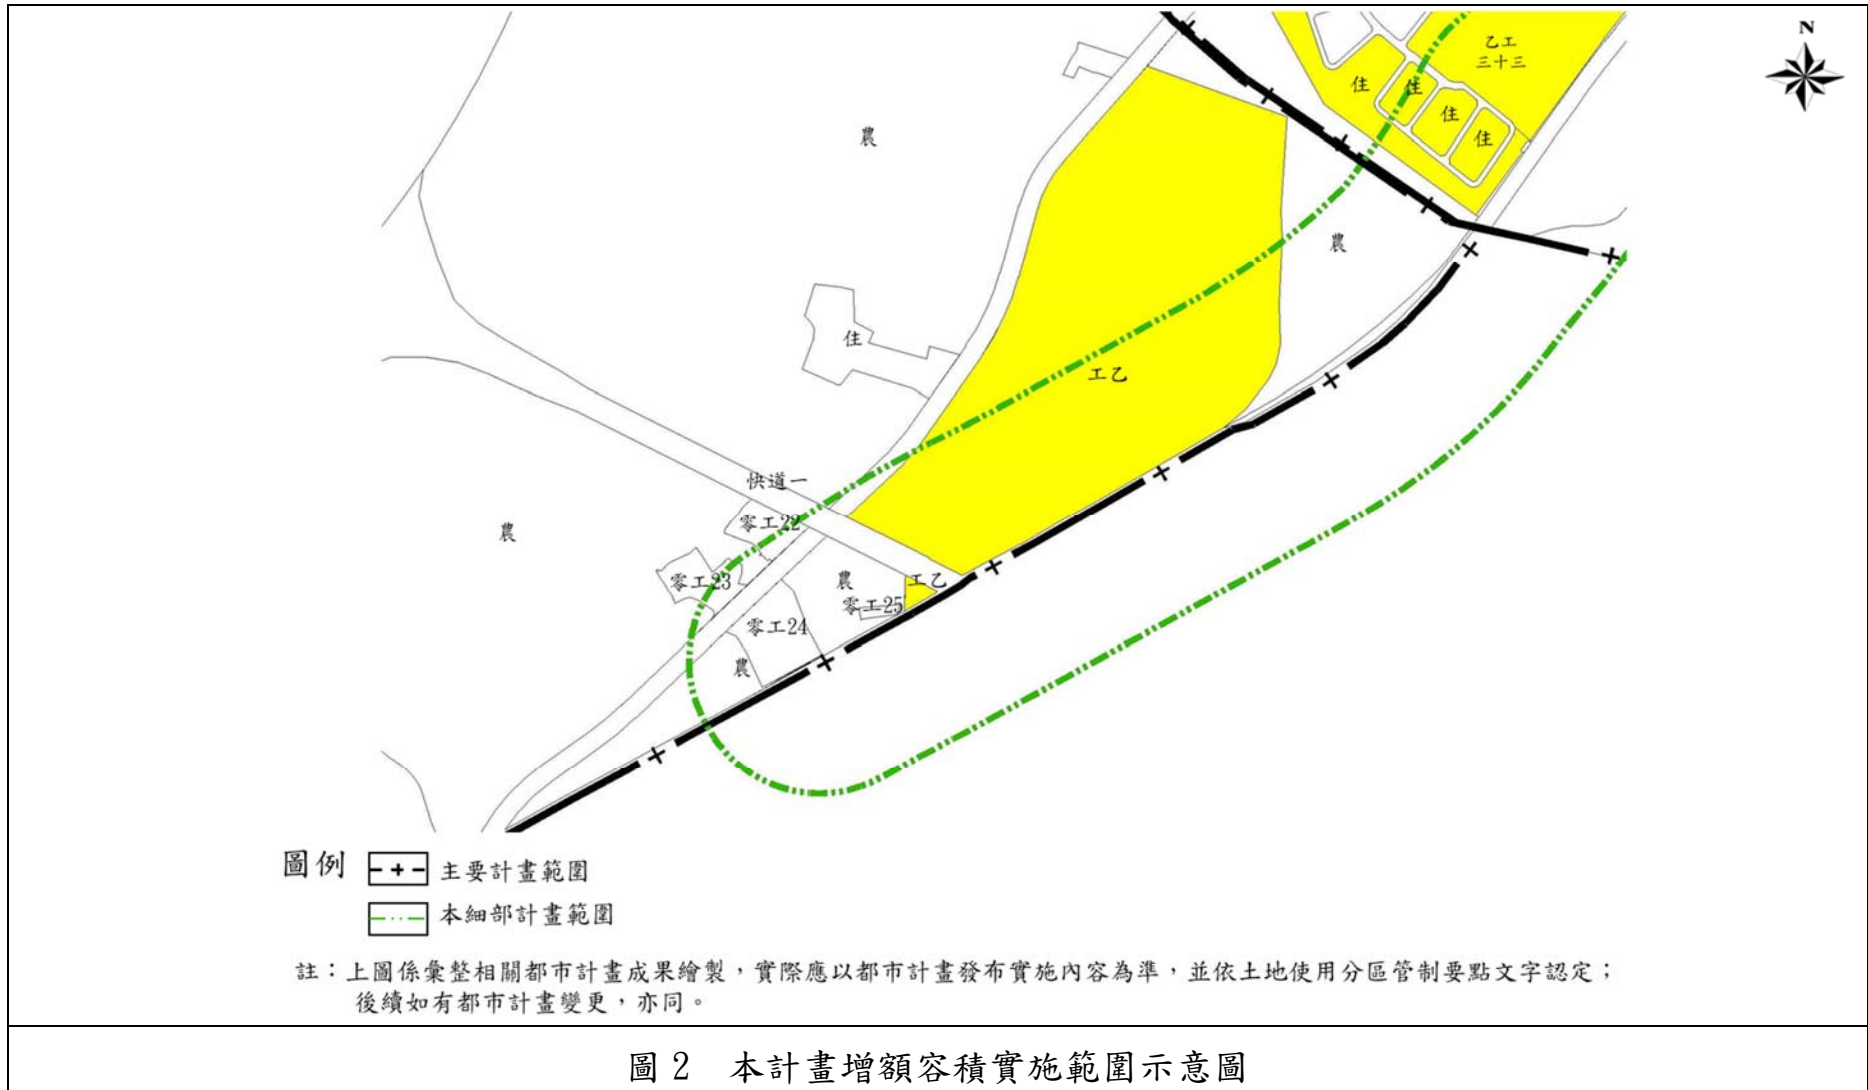 N
乙工
三十三
住
住
住
住
農
農
住
工乙
快道一
零工22
農
零工23
農
工乙
零工25
零工24
農
圖例
主要計畫範圍
本細部計畫範圍
註：上圖係彙整相關都市計畫成果繪製，實際應以都市計畫發布實施內容為準，並依土地使用分區管制要點文字認定；
後續如有都市計畫變更，亦同。
圖 2　本計畫增額容積實施範圍示意圖